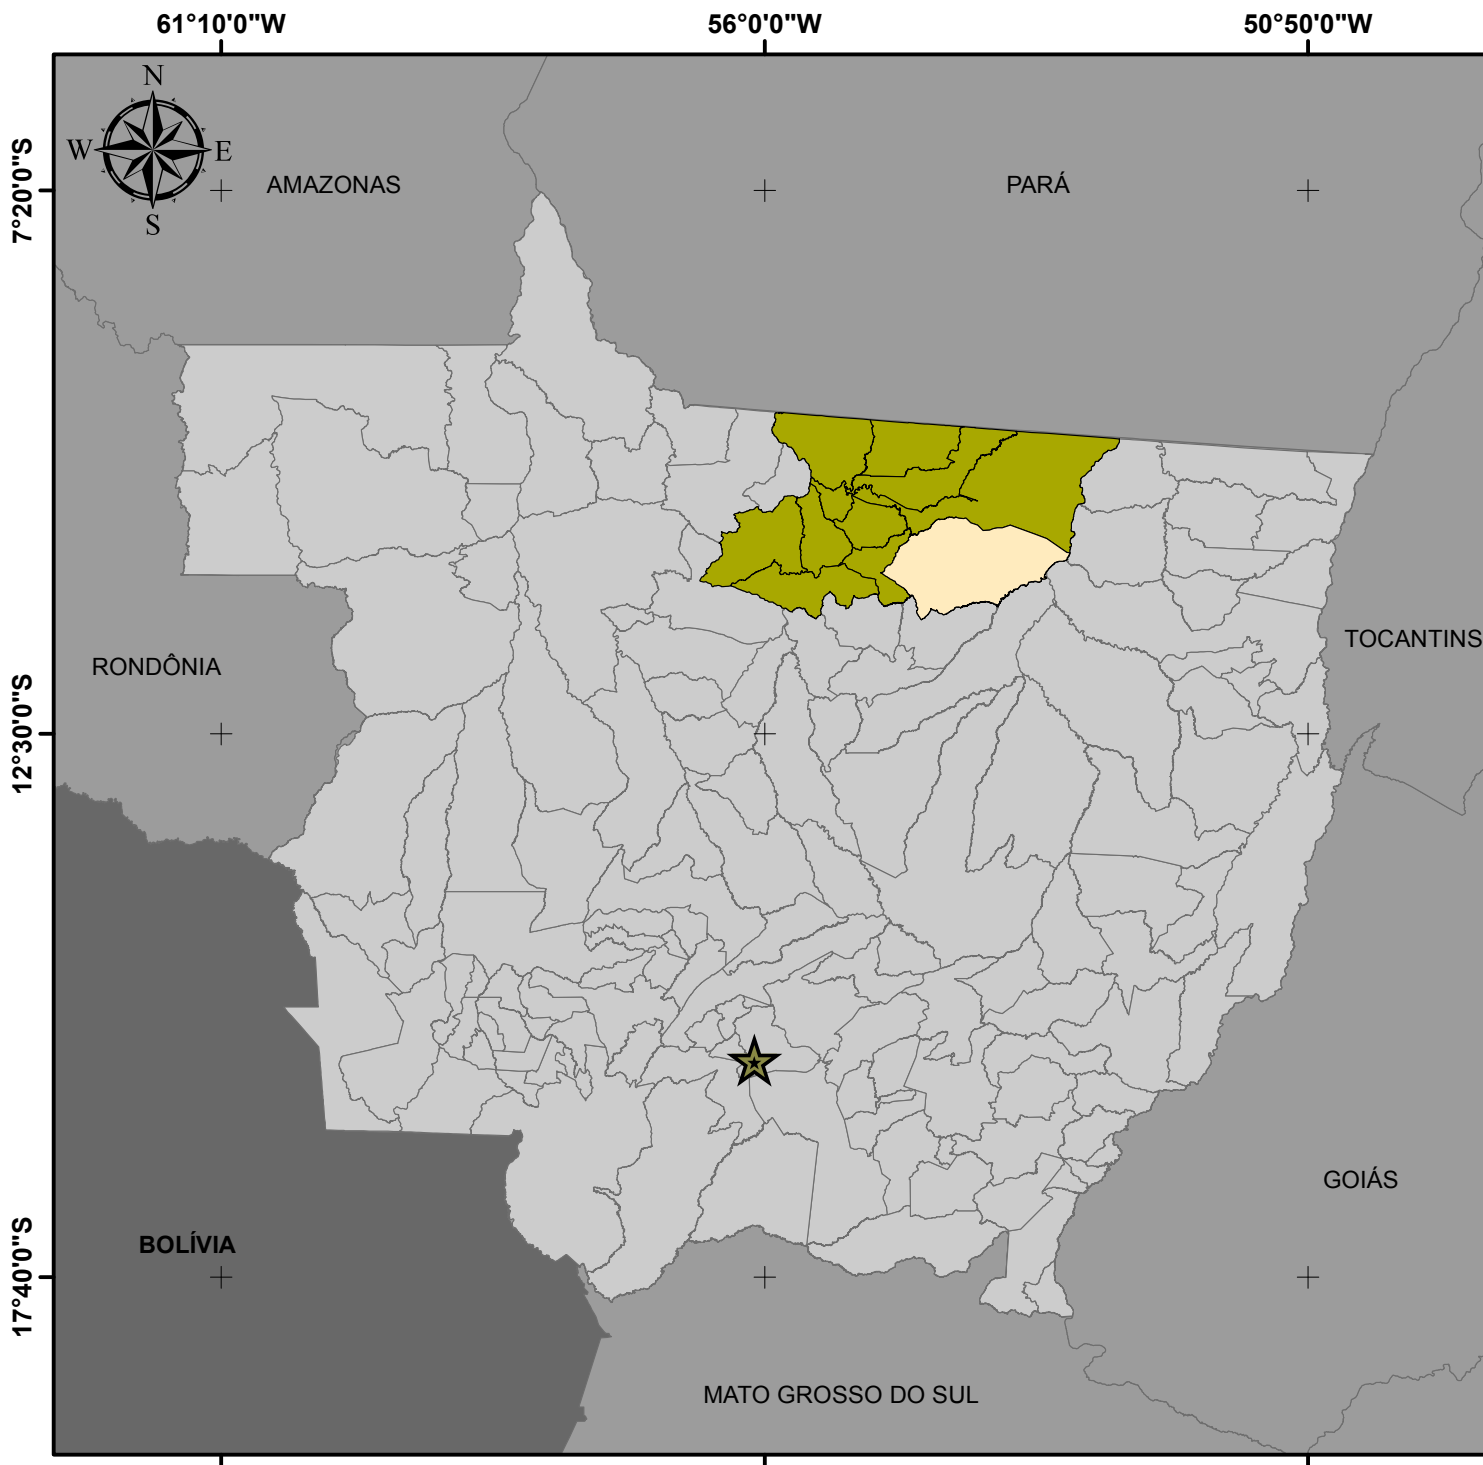 61°10'0"W
56°0'0"W
50°50'0"W
N
W
E
S
7°20'0"S
12°30'0"S
17°40'0"S
AMAZONAS
PARÁ
RONDÔNIA
TOCANTINS
GOIÁS
BOLÍVIA
MATO GROSSO DO SUL